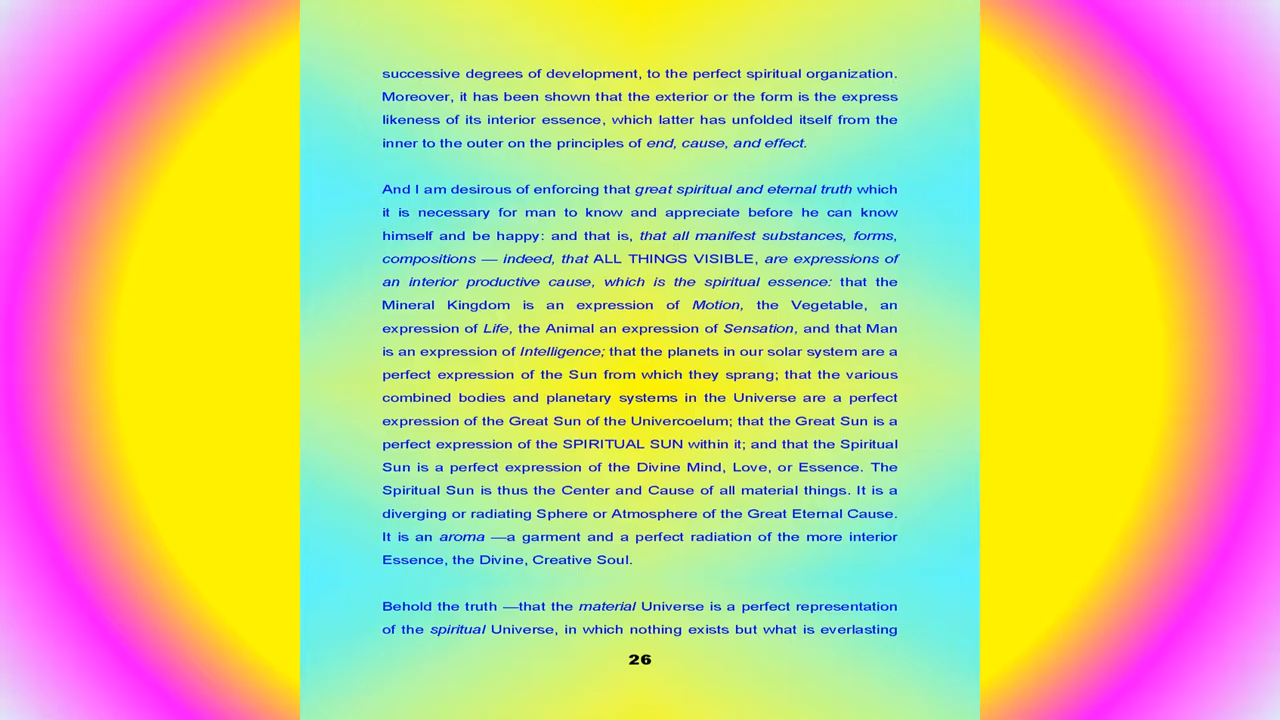 successive degrees of development, to the perfect spiritual organization.
Moreover, it has been shown that the exterior or the form is the express
likeness of its interior essence, which latter has unfolded itself from the
inner to the outer on the principles of end, cause, and effect.
And I am desirous of enforcing that great spiritual and eternal truth which
it is necessary for man to know and appreciate before he can know
himself and be happy: and that is, that all manifest substances, forms,
compositions — indeed, that ALL THINGS VISIBLE, are expressions of
an interior productive cause, which is the spiritual essence: that the
Mineral Kingdom is an expression of Motion, the Vegetable, an
expression of Life, the Animal an expression of Sensation, and that Man
is an expression of Intelligence; that the planets in our solar system are a
perfect expression of the Sun from which they sprang; that the various
combined bodies and planetary systems in the Universe are a perfect
expression of the Great Sun of the Univercoelum; that the Great Sun is a
perfect expression of the SPIRITUAL SUN within it; and that the Spiritual
Sun is a perfect expression of the Divine Mind, Love, or Essence. The
Spiritual Sun is thus the Center and Cause of all material things. It is a
diverging or radiating Sphere or Atmosphere of the Great Eternal Cause.
It is an aroma —a garment and a perfect radiation of the more interior
Essence, the Divine, Creative Soul.
Behold the truth —that the material Universe is a perfect representation
of the spiritual Universe, in which nothing exists but what is everlasting
26